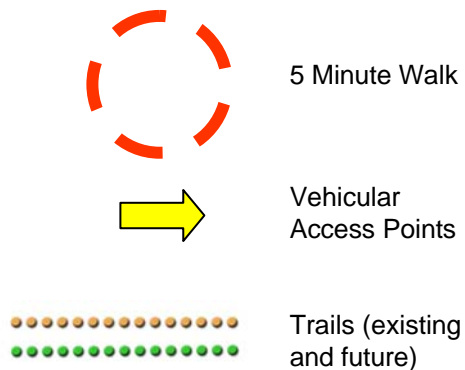 5 Minute Walk
Vehicular
Access Points
Trails (existing
and future)